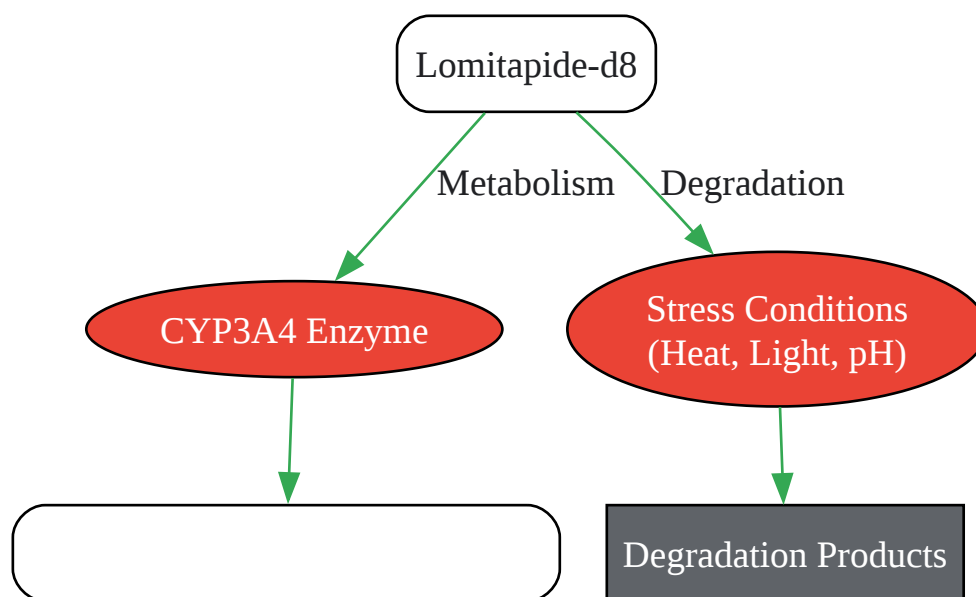 Lomitapide-d8
Metabolism
Degradation
CYP3A4 Enzyme
Stress Conditions
(Heat, Light, pH)
Degradation Products